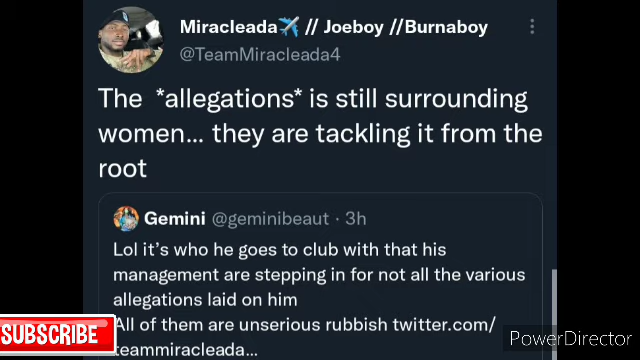 Miracleada✈️ // Joeboy //Burnaboy
@TeamMiracleada4
The *allegations* is still surrounding
women... they are tackling it from the
root
Gemini @geminibeaut · 3h
Lol it's who he goes to club with that his
management are stepping in for not all the various
allegations laid on him
All of them are unserious rubbish twitter.com/
teammiracleada...
SUBSCRIBE
PowerDirector